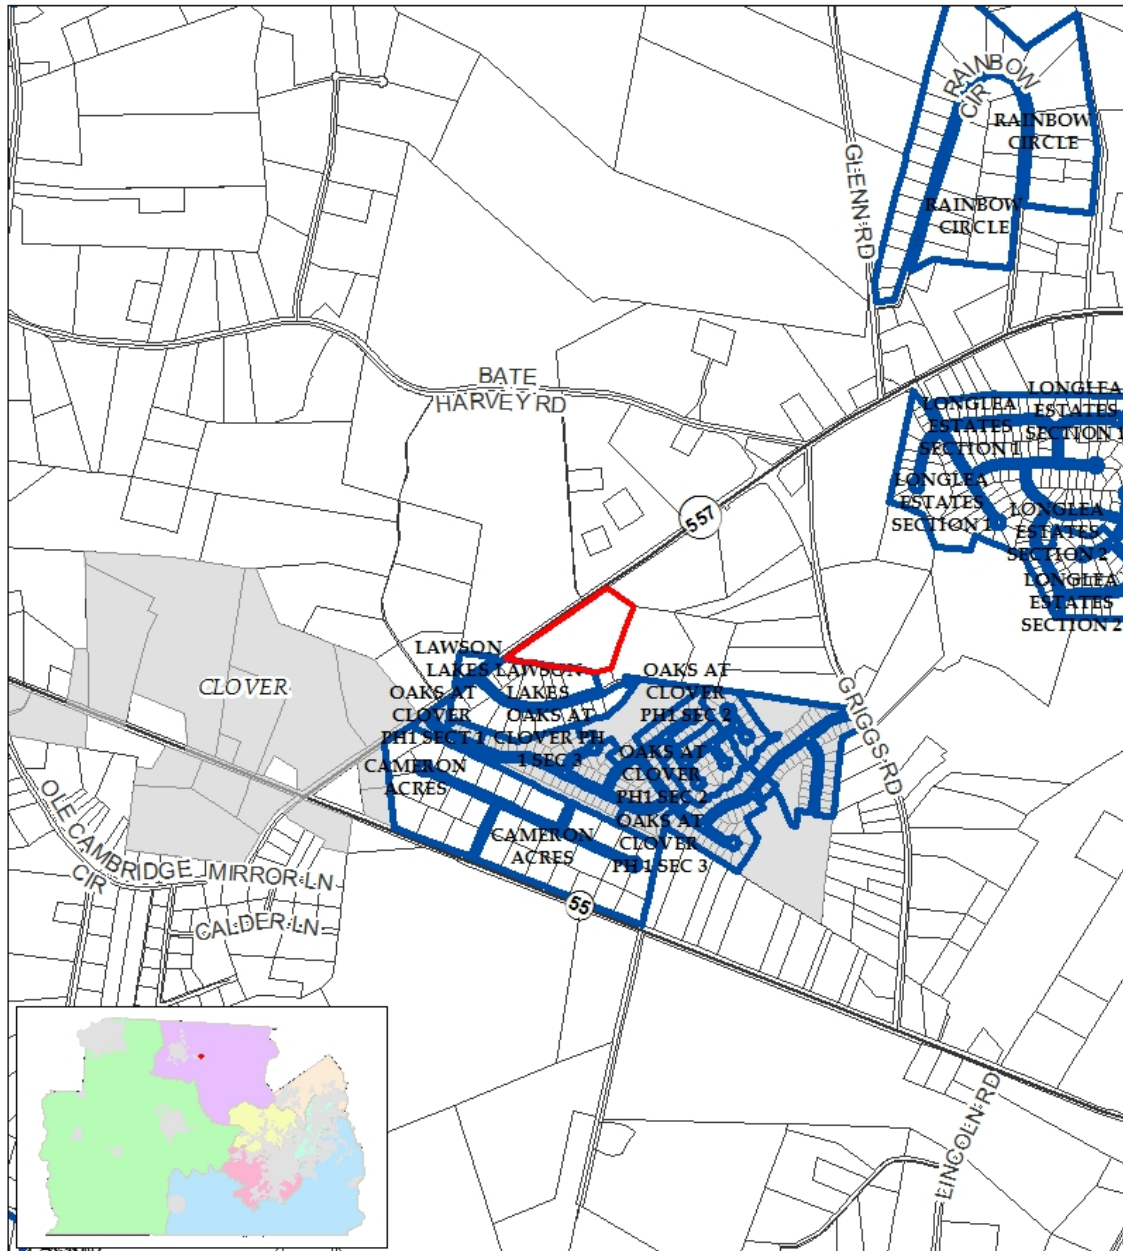 RAINBOW
CIR
RAINBOW
CIRCLE
RAINBOW
CIRCLE
GLENN RD
BATE
HARVEY RD
LONGLEA
ESTATES
SECTION 1
LONGLEA
ESTATES
SECTION 1
LONGLEA
ESTATES
SECTION 1
LONGLEA
ESTATES
SECTION 2
LONGLEA
ESTATES
SECTION 2
557
LAWSON
LAKES
LAWSON
LAKES
CLOVER
OAKS AT
CLOVER
PH1 SECT 1
OAKS AT
CLOVER PH
1 SEC 3
OAKS AT
CLOVER
PH1 SEC 2
OAKS AT
CLOVER
PH1 SEC 2
OAKS AT
CLOVER
PH 1 SEC 3
CAMERON
ACRES
CAMERON
ACRES
GRIGGS RD
OLE CAMBRIDGE
CIR
MIRROR LN
CALDER LN
55
LINCOLN RD